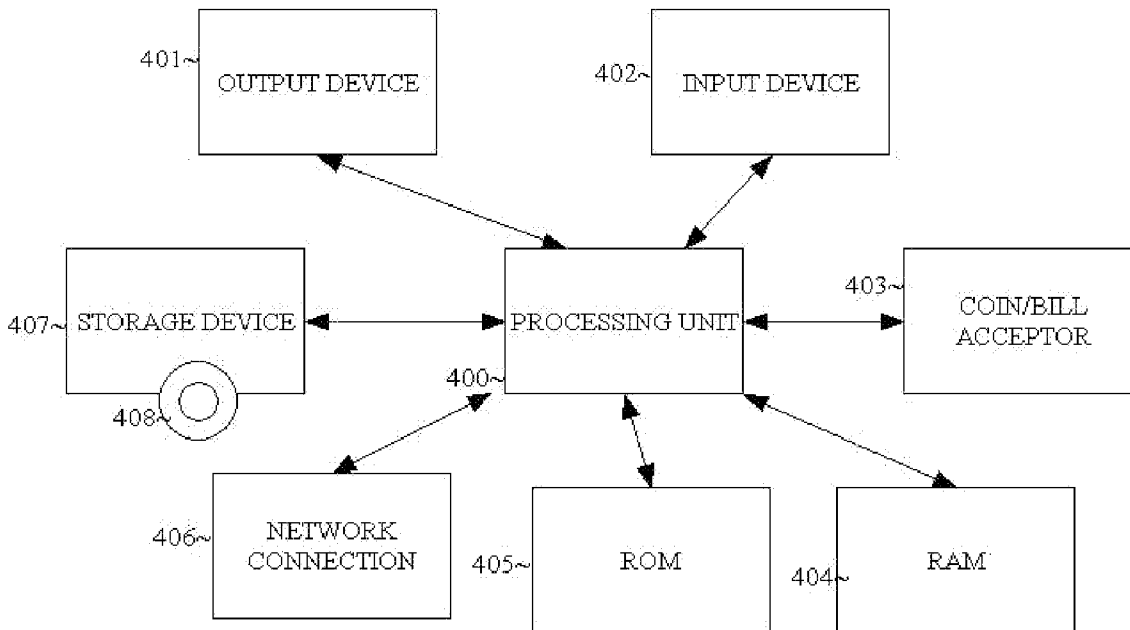 401~
OUTPUT DEVICE
402~
INPUT DEVICE
407~
STORAGE DEVICE
408~
PROCESSING UNIT
400~
403~
COIN/BILL
ACCEPTOR
406~
NETWORK
CONNECTION
405~
ROM
404~
RAM